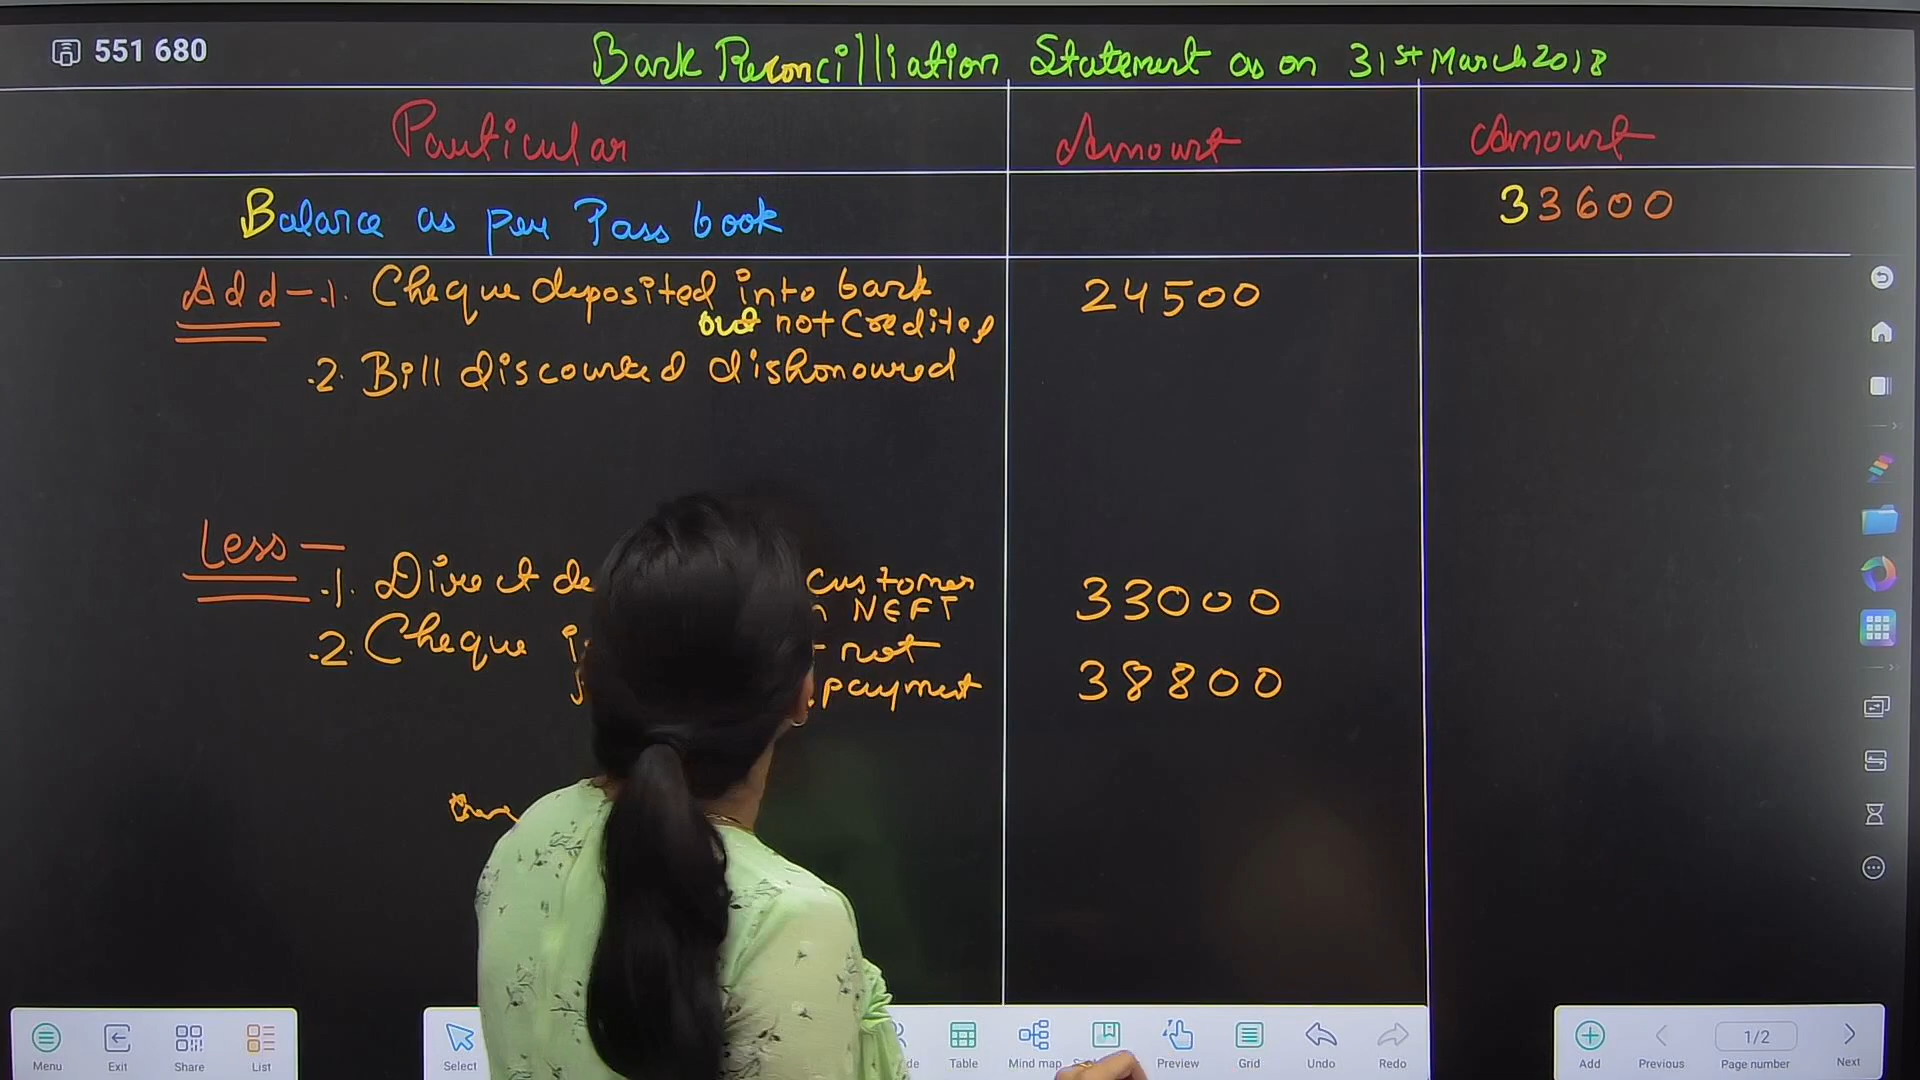 551 680
Bank Reconcilliation Statement as on 31st March 2018
Particular Amount Amount
Balance as per Pass book 33600
Add - .1. Cheque deposited into bank 24500
but not Credited
.2. Bill discounted dishonoured
Less -
.1. Direct de customer 33000
NEFT
.2. Cheque not
payment 38800
Menu Exit Share List Select Table Mind map Preview Grid Undo Redo Add Previous 1/2 Page number Next